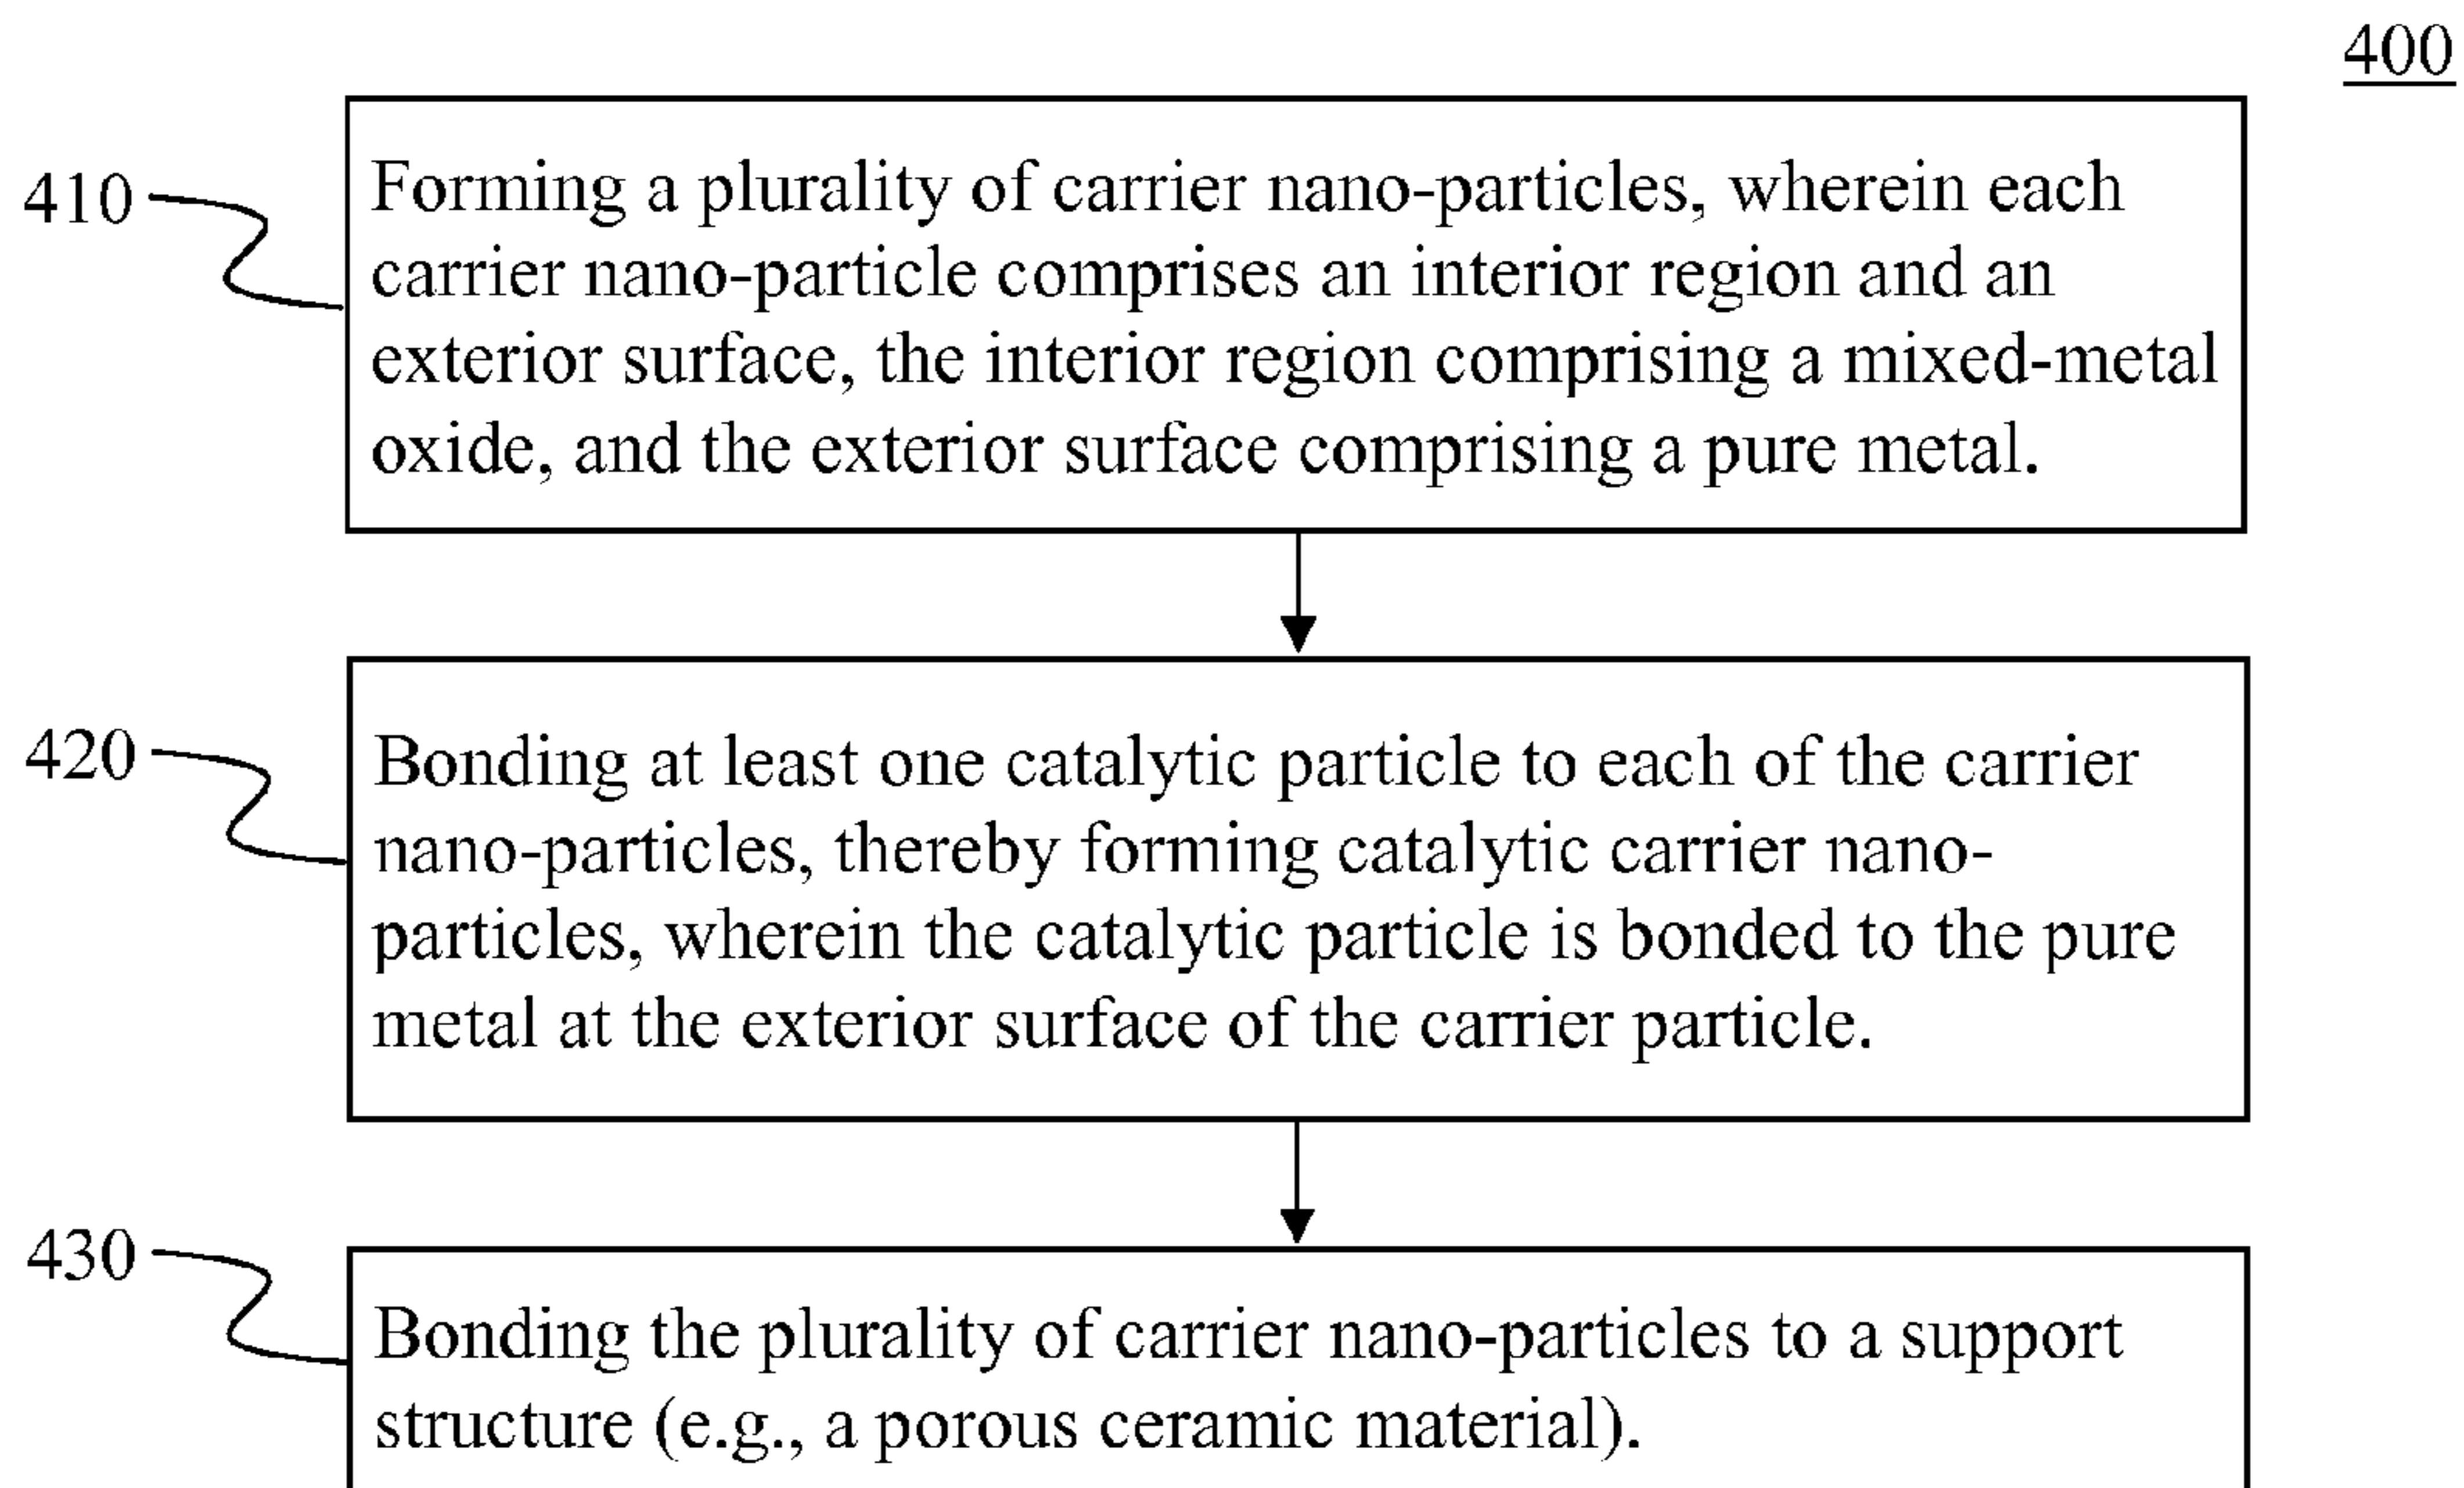 400
410
Forming a plurality of carrier nano-particles, wherein each
carrier nano-particle comprises an interior region and an
exterior surface, the interior region comprising a mixed-metal
oxide, and the exterior surface comprising a pure metal.
420
Bonding at least one catalytic particle to each of the carrier
nano-particles, thereby forming catalytic carrier nano-
particles, wherein the catalytic particle is bonded to the pure
metal at the exterior surface of the carrier particle.
430
Bonding the plurality of carrier nano-particles to a support
structure (e.g., a porous ceramic material).